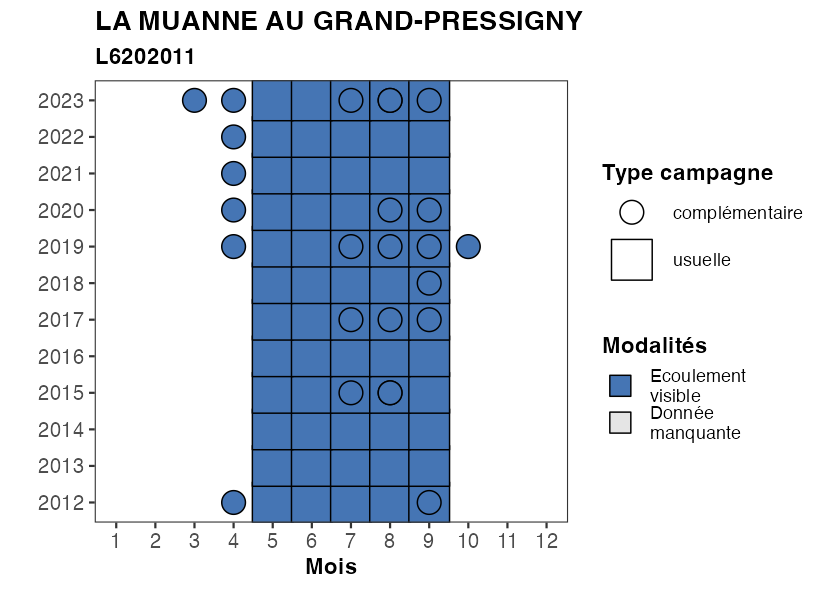 LA MUANNE AU GRAND-PRESSIGNY
L6202011
2023
2022
2021
2020
2019
2018
2017
2016
2015
2014
2013
2012
1 2 3 4 5 6 7 8 9 10 11 12
Mois
Type campagne
complémentaire
usuelle
Modalités
Ecoulement
visible
Donnée
manquante